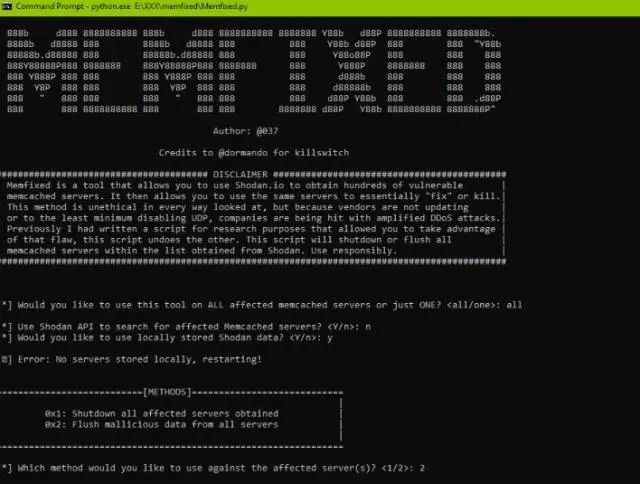 Command Prompt - python.exe E:\XXX\memfixed\Memfixed.py
MEMFIXED
Author: @037
Credits to @dormando for killswitch
DISCLAIMER
Memfixed is a tool that allows you to use Shodan.io to obtain hundreds of vulnerable
memcached servers. It then allows you to use the same servers to essentially "fix" or kill.
This method is unethical in every way looked at, but because vendors are not updating
or to the least minimum disabling UDP, companies are being hit with amplified DDoS attacks.
Previously I had written a script for research purposes that allowed you to take advantage
of that flaw, this script undoes the other. This script will shutdown or flush all
memcached servers within the list obtained from Shodan. Use responsibly.
*] Would you like to use this tool on ALL affected memcached servers or just ONE? <all/one>: all
*] Use Shodan API to search for affected Memcached servers? <Y/n>: n
*] Would you like to use locally stored Shodan data? <Y/n>: y
] Error: No servers stored locally, restarting!
[METHODS]
0x1: Shutdown all affected servers obtained
0x2: Flush mallicious data from all servers
*] Which method would you like to use against the affected server(s)? <1/2>: 2